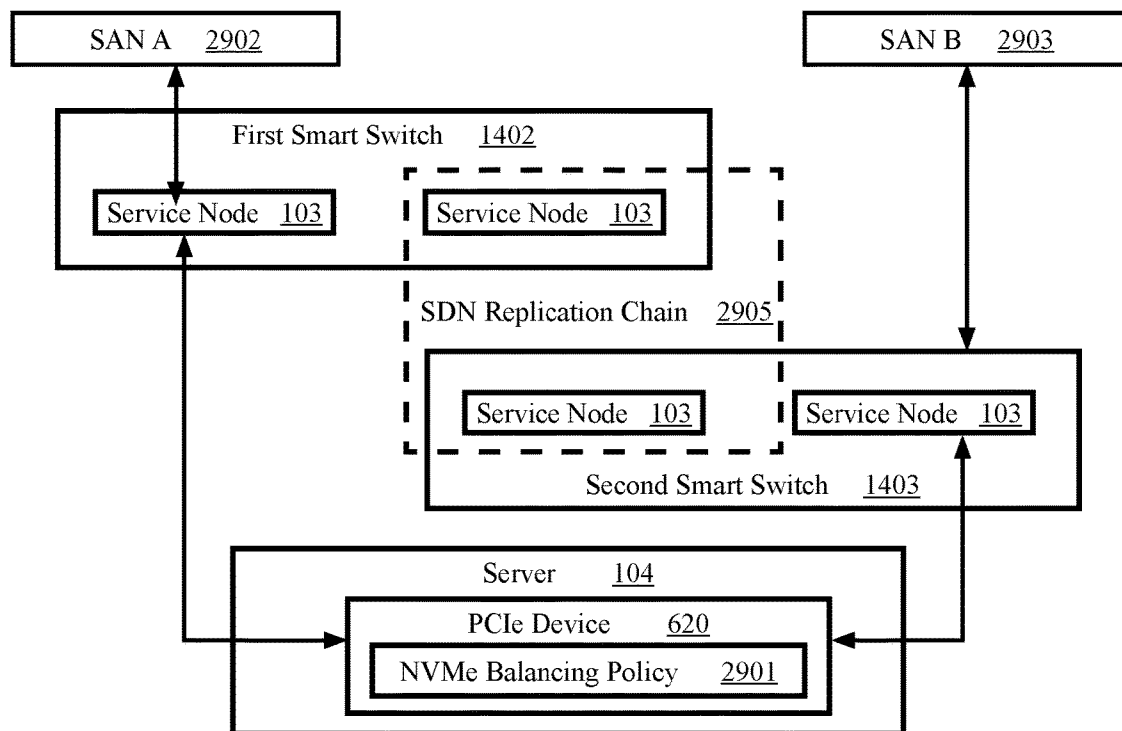 SAN A 2902
SAN B 2903
First Smart Switch 1402
Service Node 103
Service Node 103
SDN Replication Chain 2905
Service Node 103
Service Node 103
Second Smart Switch 1403
Server 104
PCIe Device 620
NVMe Balancing Policy 2901